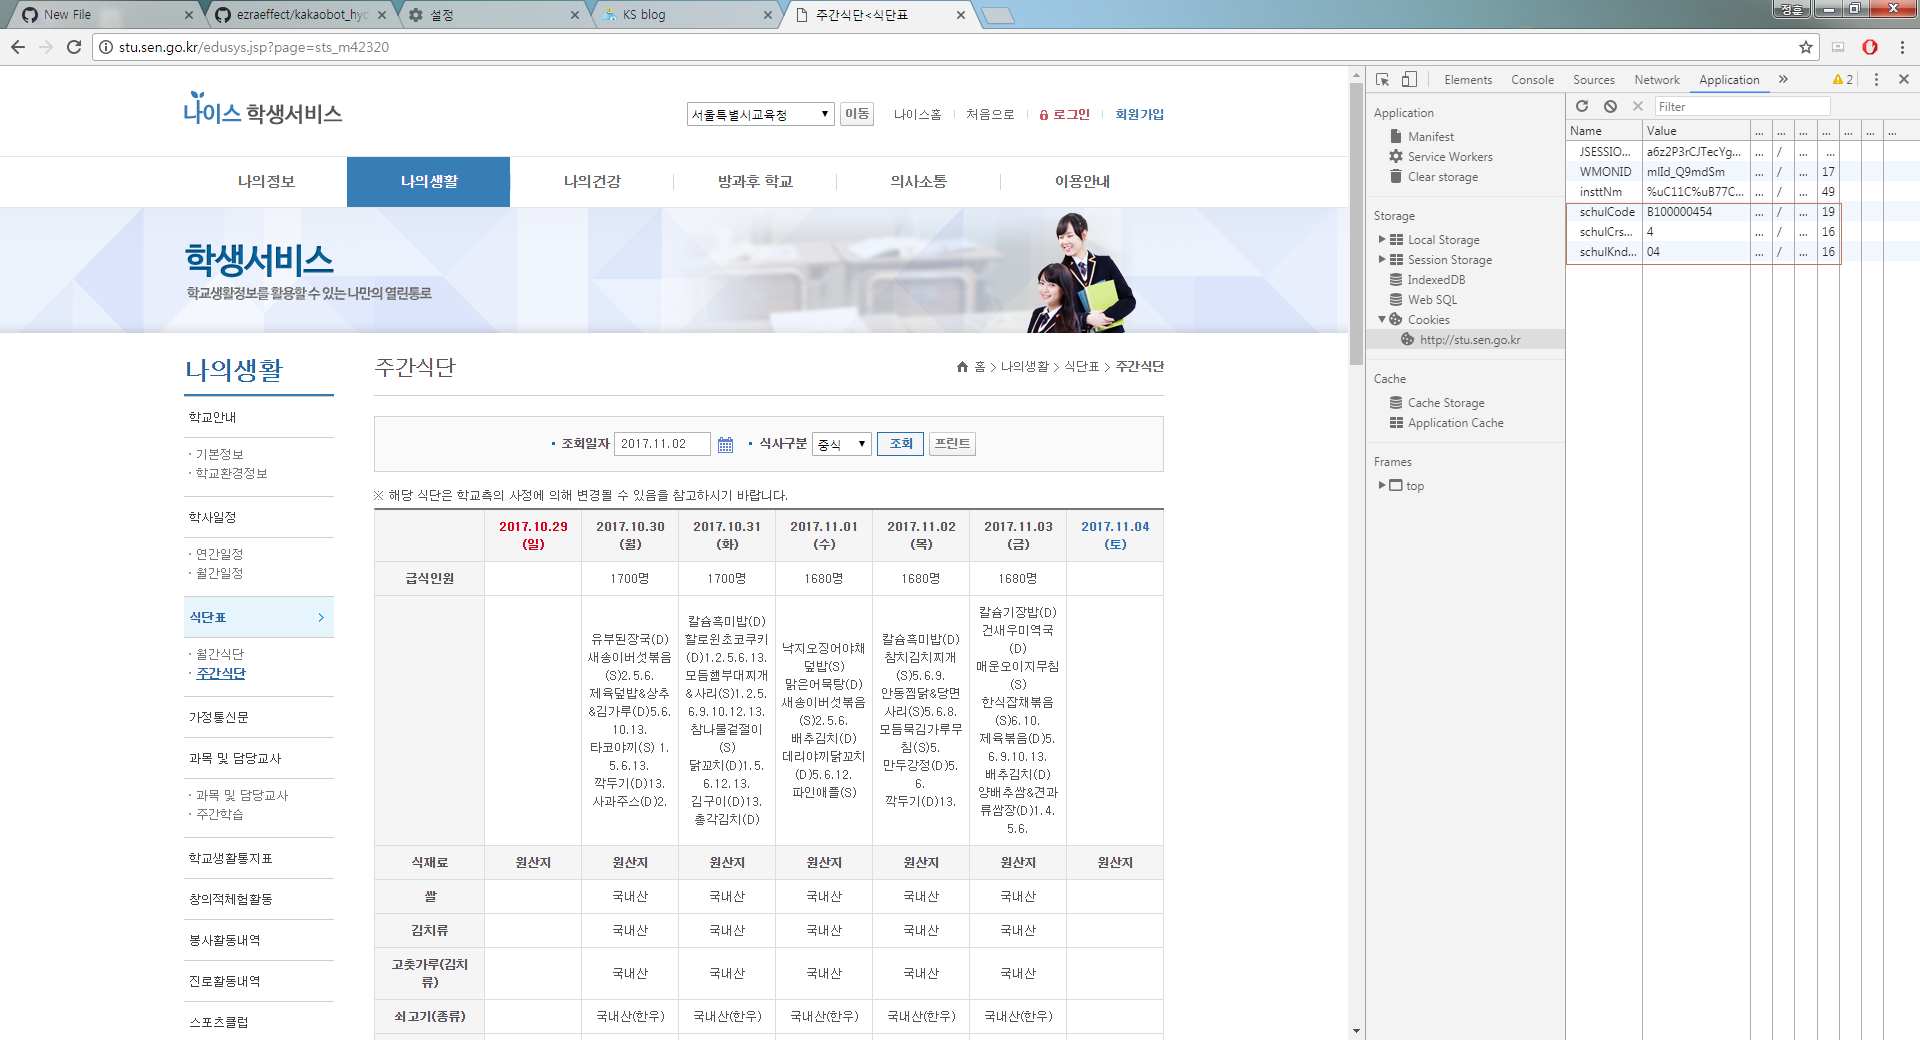 New File
ezraeffect/kakaobot_hyo
설정
KS blog
주간식단<식단표
정훈
stu.sen.go.kr/edusys.jsp?page=sts_m42320
나이스 학생서비스
서울특별시교육청
이동
나이스홈
처음으로
로그인
회원가입
나의정보
나의생활
나의건강
방과후 학교
의사소통
이용안내
학생서비스
학교생활정보를 활용할 수 있는 나만의 열린통로
나의생활
학교안내
· 기본정보
· 학교환경정보
학사일정
· 연간일정
· 월간일정
식단표
· 월간식단
· 주간식단
가정통신문
과목 및 담당교사
· 과목 및 담당교사
· 주간학습
학교생활통지표
창의적체험활동
봉사활동내역
진로활동내역
스포츠클럽
주간식단
홈 > 나의생활 > 식단표 > 주간식단
· 조회일자 2017.11.02 · 식사구분 중식 조회 프린트
※ 해당 식단은 학교측의 사정에 의해 변경될 수 있음을 참고하시기 바랍니다.
2017.10.29 2017.10.30 2017.10.31 2017.11.01 2017.11.02 2017.11.03 2017.11.04
(일) (월) (화) (수) (목) (금) (토)
급식인원 1700명 1700명 1680명 1680명 1680명
유부된장국(D)
새송이버섯볶음
(S)2.5.6.
제육덮밥&상추
&김가루(D)5.6.
10.13.
타코야끼(S) 1.
5.6.13.
깍두기(D)13.
사과주스(D)2.
칼슘흑미밥(D)
할로윈초코쿠키
(D)1.2.5.6.13.
모듬햄부대찌개
&사리(S)1.2.5.
6.9.10.12.13.
참나물겉절이
(S)
닭꼬치(D)1.5.
6.12.13.
김구이(D)13.
총각김치(D)
낙지오징어야채
덮밥(S)
맑은어묵탕(D)
새송이버섯볶음
(S)2.5.6.
배추김치(D)
데리야끼닭꼬치
(D)5.6.12.
파인애플(S)
칼슘흑미밥(D)
참치김치찌개
(S)5.6.9.
안동찜닭&당면
사리(S)5.6.8.
모듬묵김가루무
침(S)5.
만두강정(D)5.
6.
깍두기(D)13.
칼슘기장밥(D)
건새우미역국
(D)
매운오이지무침
(S)
한식잡채볶음
(S)6.10.
제육볶음(D)5.
6.9.10.13.
배추김치(D)
양배추쌈&견과
류쌈장(D)1.4.
5.6.
식재료 원산지 원산지 원산지 원산지 원산지 원산지 원산지
쌀 국내산 국내산 국내산 국내산 국내산
김치류 국내산 국내산 국내산 국내산 국내산
고춧가루(김치
류) 국내산 국내산 국내산 국내산 국내산
쇠고기(종류) 국내산(한우) 국내산(한우) 국내산(한우) 국내산(한우) 국내산(한우)
Elements Console Sources Network Application » 2
Application
Manifest
Service Workers
Clear storage
Storage
Local Storage
Session Storage
IndexedDB
Web SQL
Cookies
http://stu.sen.go.kr
Cache
Cache Storage
Application Cache
Frames
top
Filter
Name Value ... ... ... ... ... ... ...
JSESSIO... a6z2P3rCJTecYg... ... / ... ...
WMONID mlId_Q9mdSm ... / ... 17
insttNm %uC11C%uB77C... ... / ... 49
schulCode B100000454 ... / ... 19
schulCrs... 4 ... / ... 16
schulKnd... 04 ... / ... 16